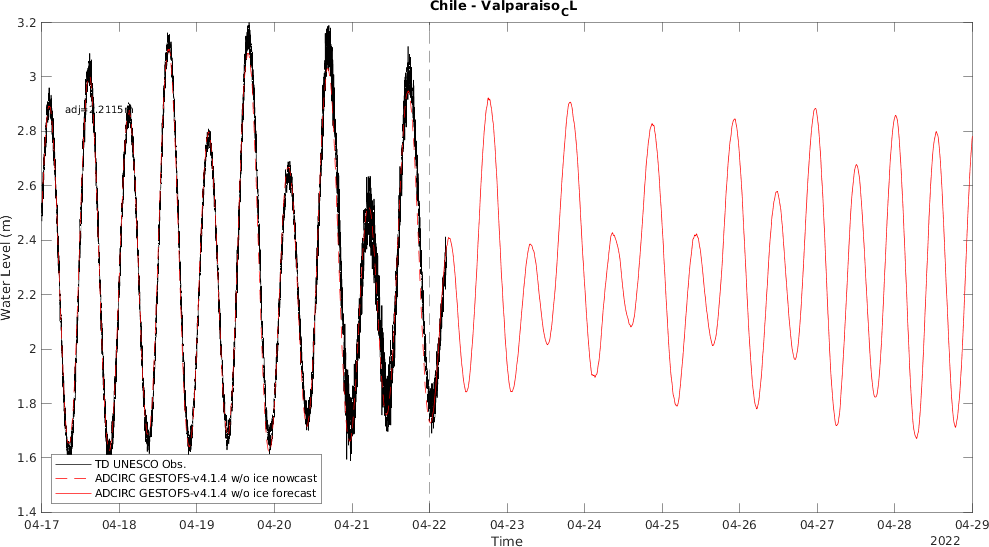 Chile - Valparaiso_CL
3.2
3
2.8
2.6
2.4
2.2
2
1.8
1.6
1.4
Water Level (m)
adj=2.2115m
TD UNESCO Obs.
ADCIRC GESTOFS-v4.1.4 w/o ice nowcast
ADCIRC GESTOFS-v4.1.4 w/o ice forecast
04-17 04-18 04-19 04-20 04-21 04-22 04-23 04-24 04-25 04-26 04-27 04-28 04-29
Time
2022